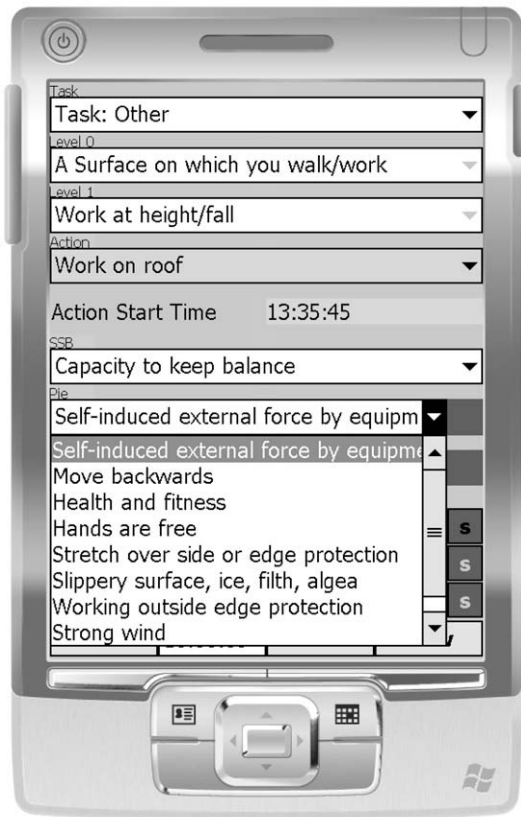 Task
Task: Other
Level 0
A Surface on which you walk/work
Level 1
Work at height/fall
Action
Work on roof
Action Start Time 13:35:45
SSB
Capacity to keep balance
Pie
Self-induced external force by equipm
Self-induced external force by equipme
Move backwards
Health and fitness
Hands are free
Stretch over side or edge protection
Slippery surface, ice, filth, algea
Working outside edge protection
Strong wind
s
s
s